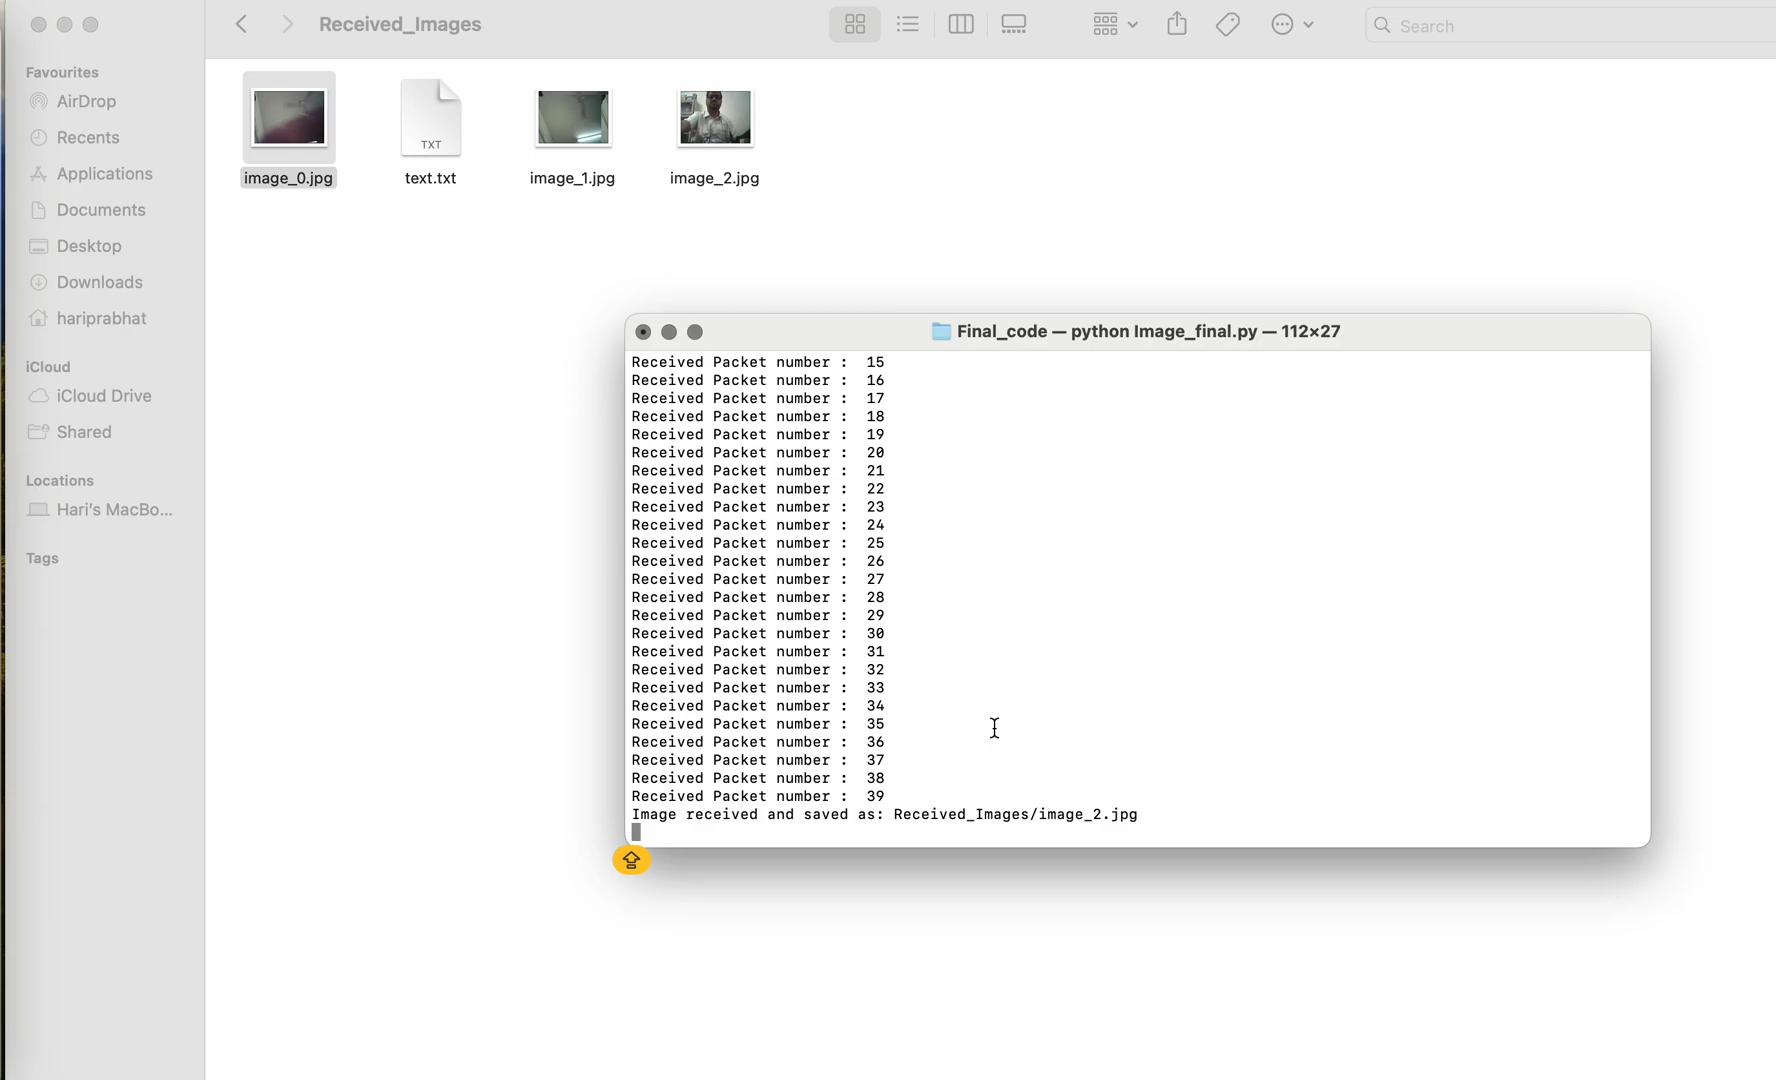 Received_Images
Search
Favourites
AirDrop
Recents
Applications
Documents
Desktop
Downloads
hariprabhat
iCloud
iCloud Drive
Shared
Locations
Hari's MacBo...
Tags
TXT
image_0.jpg
text.txt
image_1.jpg
image_2.jpg
Final_code — python Image_final.py — 112×27
Received Packet number :  15
Received Packet number :  16
Received Packet number :  17
Received Packet number :  18
Received Packet number :  19
Received Packet number :  20
Received Packet number :  21
Received Packet number :  22
Received Packet number :  23
Received Packet number :  24
Received Packet number :  25
Received Packet number :  26
Received Packet number :  27
Received Packet number :  28
Received Packet number :  29
Received Packet number :  30
Received Packet number :  31
Received Packet number :  32
Received Packet number :  33
Received Packet number :  34
Received Packet number :  35
Received Packet number :  36
Received Packet number :  37
Received Packet number :  38
Received Packet number :  39
Image received and saved as: Received_Images/image_2.jpg